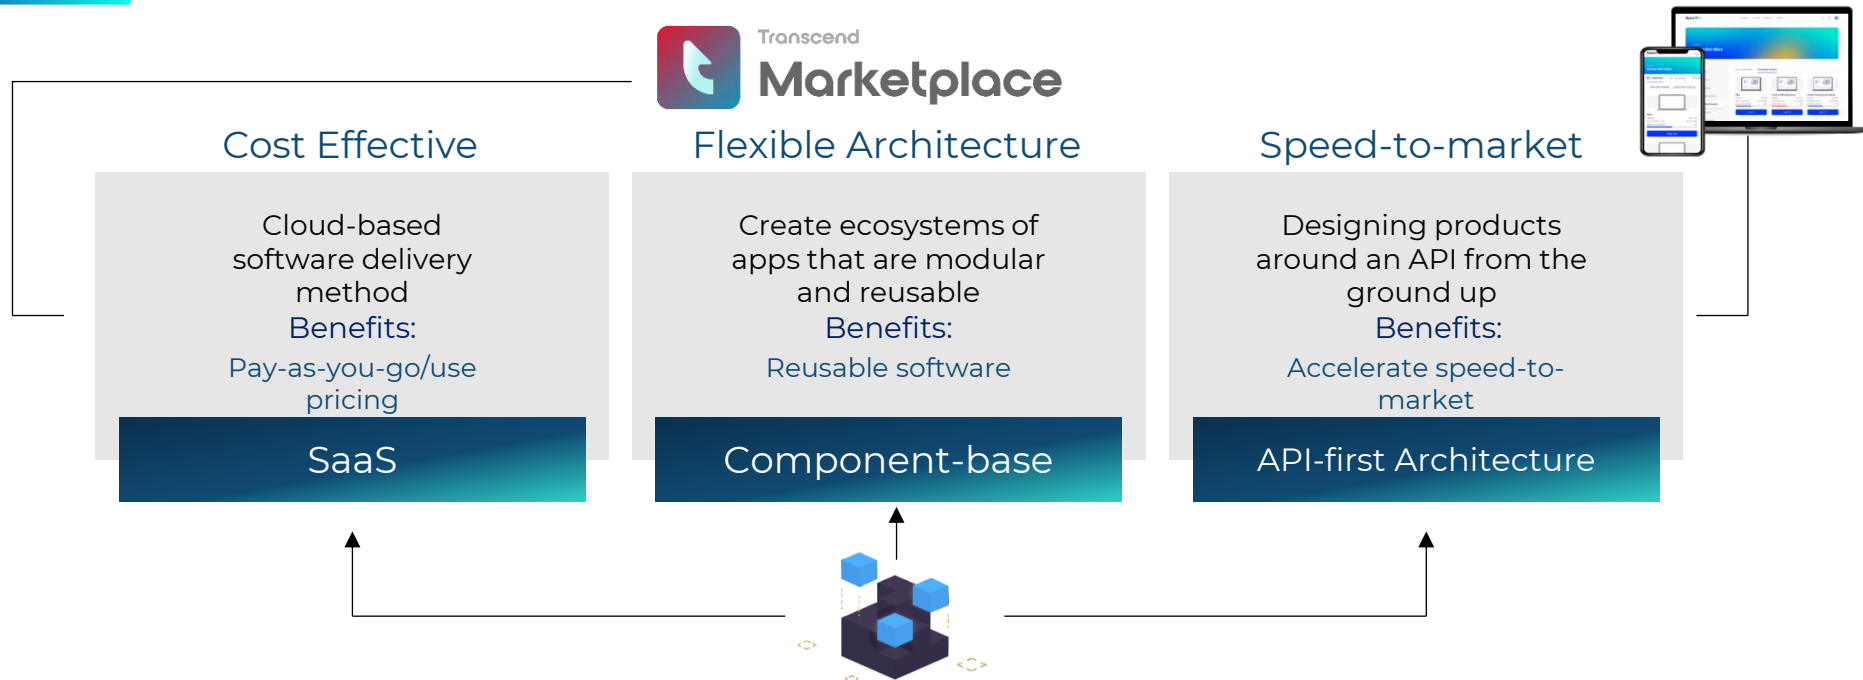 Transcend
Marketplace
Cost Effective
Cloud-based
software delivery
method
Benefits:
Pay-as-you-go/use
pricing
SaaS
Flexible Architecture
Create ecosystems of
apps that are modular
and reusable
Benefits:
Reusable software
Component-base
Speed-to-market
Designing products
around an API from the
ground up
Benefits:
Accelerate speed-to-
market
API-first Architecture